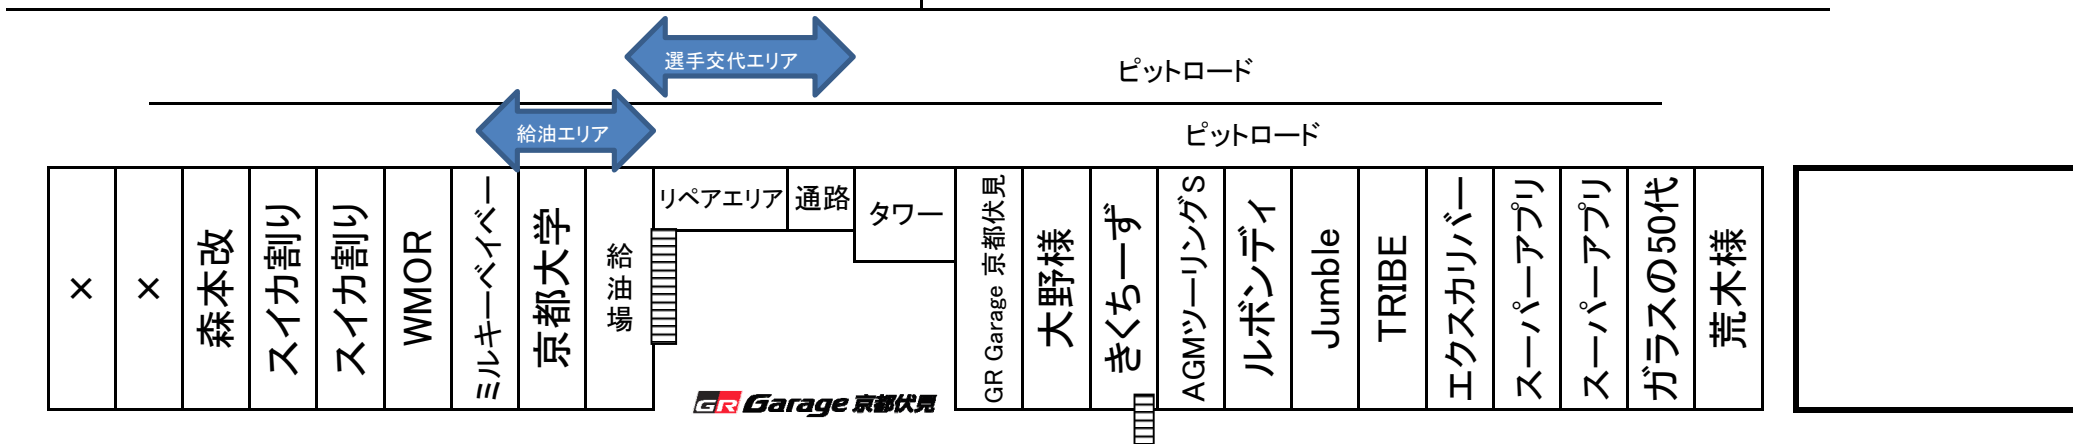 選手交代エリア
ピットロード
給油エリア
ピットロード
×
×
森本改
スイカ割り
スイカ割り
WMOR
ミルキーベイベー
京都大学
給油場
リペアエリア
通路
タワー
GR Garage 京都伏見
GR Garage 京都伏見
大野様
きくちーず
AGMツーリングS
ルボンディ
Jumble
TRIBE
エクスカリバー
スーパーアプリ
スーパーアプリ
ガラスの50代
荒木様